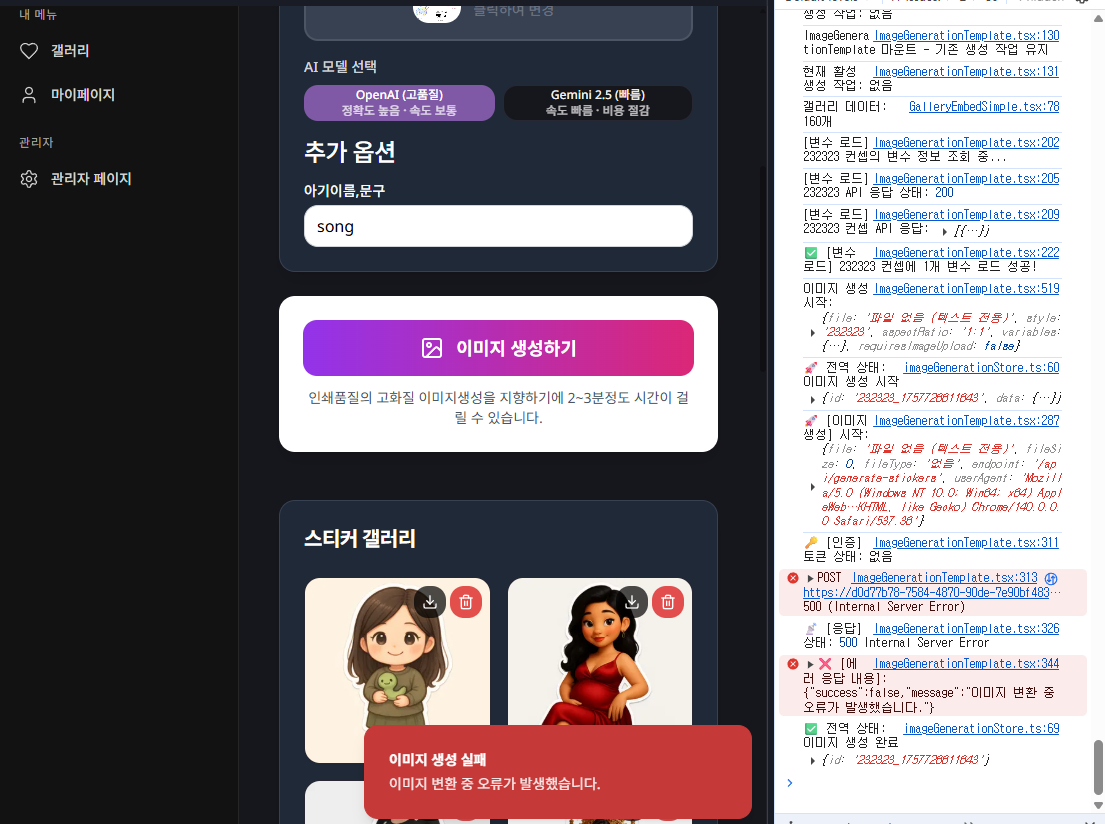 내 메뉴
갤러리
마이페이지
관리자
관리자 페이지
클릭하여 변경
AI 모델 선택
OpenAI (고품질)
정확도 높음 · 속도 보통
Gemini 2.5 (빠름)
속도 빠름 · 비용 절감
추가 옵션
아기이름,문구
song
이미지 생성하기
인쇄품질의 고화질 이미지생성을 지향하기에 2~3분정도 시간이 걸
릴 수 있습니다.
스티커 갤러리
이미지 생성 실패
이미지 변환 중 오류가 발생했습니다.
생성 작업: 없음
ImageGenera ImageGenerationTemplate.tsx:130
tionTemplate 마운트 - 기존 생성 작업 유지
현재 활성 ImageGenerationTemplate.tsx:131
생성 작업: 없음
갤러리 데이터: GalleryEmbedSimple.tsx:78
160개
[변수 로드] ImageGenerationTemplate.tsx:202
232323 컨셉의 변수 정보 조회 중...
[변수 로드] ImageGenerationTemplate.tsx:205
232323 API 응답 상태: 200
[변수 로드] ImageGenerationTemplate.tsx:209
232323 컨셉 API 응답: ▶ [{…}]
✅ [변수 ImageGenerationTemplate.tsx:222
로드] 232323 컨셉에 1개 변수 로드 성공!
이미지 생성 ImageGenerationTemplate.tsx:519
시작:
{file: '파일 없음 (텍스트 전용)', style:
▶ '232323', aspectRatio: '1:1', variables:
{…}, requiresImageUpload: false}
🚀 전역 상태: imageGenerationStore.ts:60
이미지 생성 시작
▶ {id: '232323_1757726611643', data: {…}}
🚀 [이미지 ImageGenerationTemplate.tsx:287
생성] 시작:
{file: '파일 없음 (텍스트 전용)', fileSi
ze: 0, fileType: '없음', endpoint: '/ap
▶ i/generate-stickers', userAgent: 'Mozill
a/5.0 (Windows NT 10.0; Win64; x64) Appl
eWeb…KHTML, like Gecko) Chrome/140.0.0.
0 Safari/537.36'}
🔑 [인증] ImageGenerationTemplate.tsx:311
토큰 상태: 없음
▶ POST ImageGenerationTemplate.tsx:313
https://d0d77b78-7584-4870-90de-7e90bf483…
500 (Internal Server Error)
[응답] ImageGenerationTemplate.tsx:326
상태: 500 Internal Server Error
▶ ❌ [에 ImageGenerationTemplate.tsx:344
러 응답 내용]:
{"success":false,"message":"이미지 변환 중
오류가 발생했습니다."}
✅ 전역 상태: imageGenerationStore.ts:69
이미지 생성 완료
▶ {id: '232323_1757726611643'}